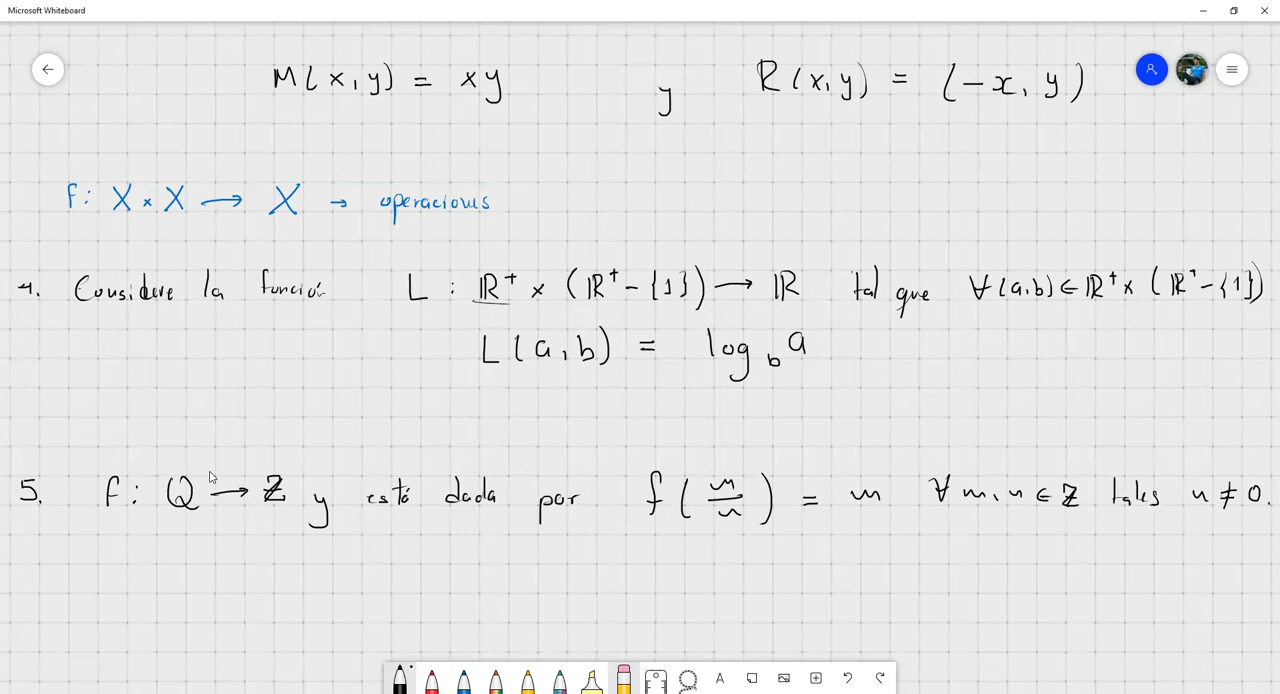 Microsoft Whiteboard
M(x,y) = xy y R(x,y) = (-x, y)
f: X × X → X → operaciones
4. Considere la función L : ℝ⁺ × (ℝ⁺ - {1}) → ℝ tal que ∀(a,b) ∈ ℝ⁺ × (ℝ⁺ - {1})
L(a,b) = log_b a
5. f: Q → ℤ y está dada por f(m/n) = m ∀ m, n ∈ ℤ tales n ≠ 0.
A